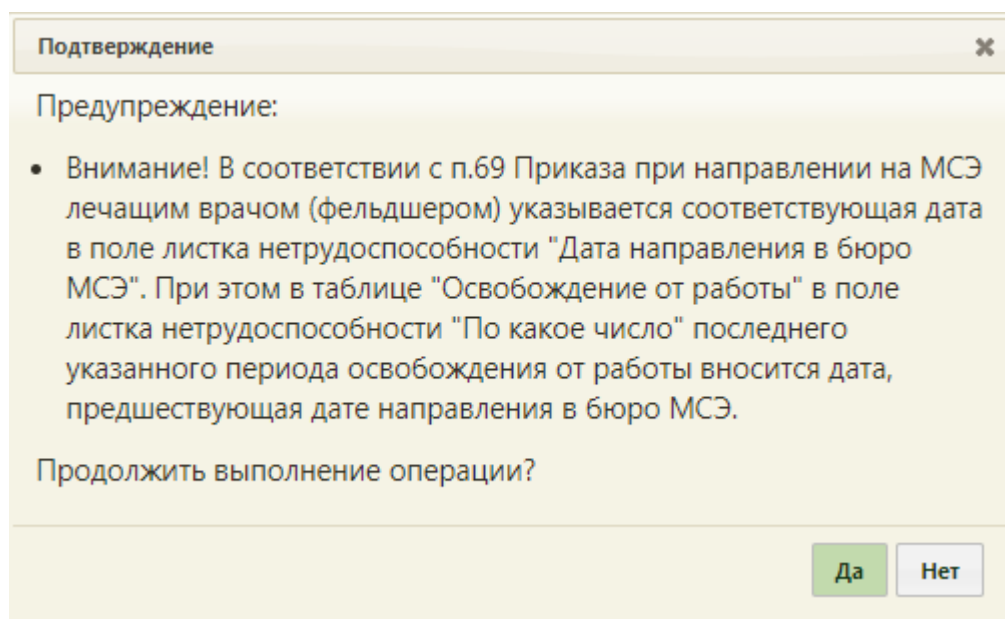 Подтверждение
Предупреждение:
• Внимание! В соответствии с п.69 Приказа при направлении на МСЭ
лечащим врачом (фельдшером) указывается соответствующая дата
в поле листка нетрудоспособности "Дата направления в бюро
МСЭ". При этом в таблице "Освобождение от работы" в поле
листка нетрудоспособности "По какое число" последнего
указанного периода освобождения от работы вносится дата,
предшествующая дате направления в бюро МСЭ.
Продолжить выполнение операции?
Да Нет